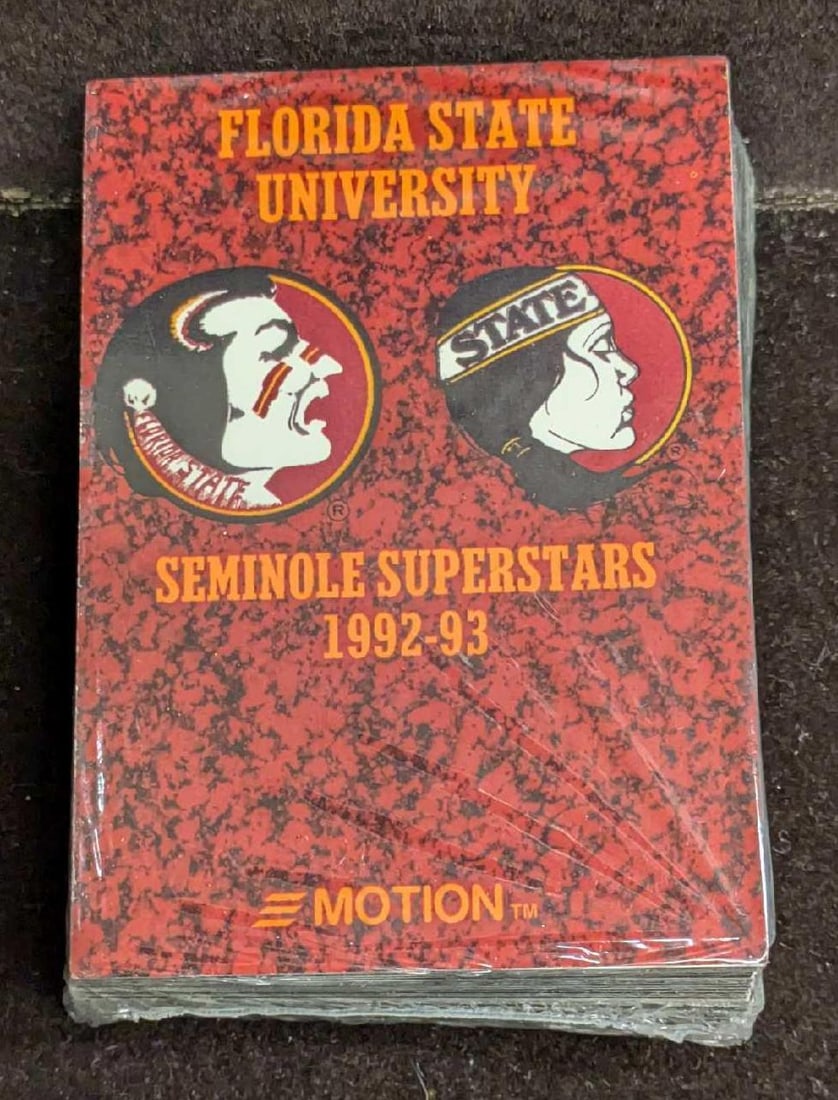 FLORIDA STATE
UNIVERSITY
STATE
FLORIDA STATE
®
®
SEMINOLE SUPERSTARS
1992-93
MOTION TM